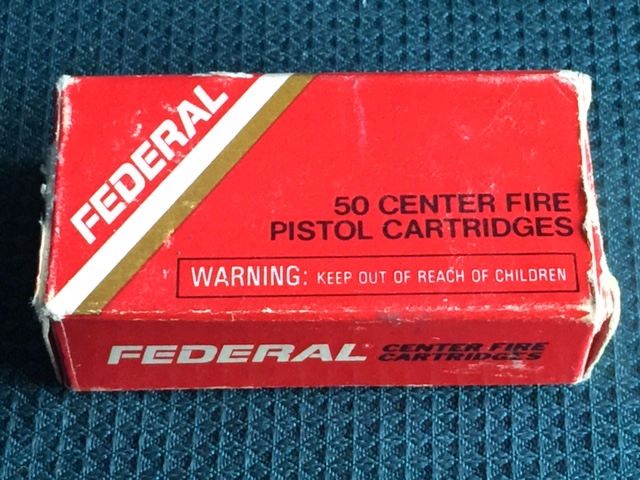 FEDERAL
50 CENTER FIRE
PISTOL CARTRIDGES
WARNING: KEEP OUT OF REACH OF CHILDREN
FEDERAL
CENTER FIRE
CARTRIDGES